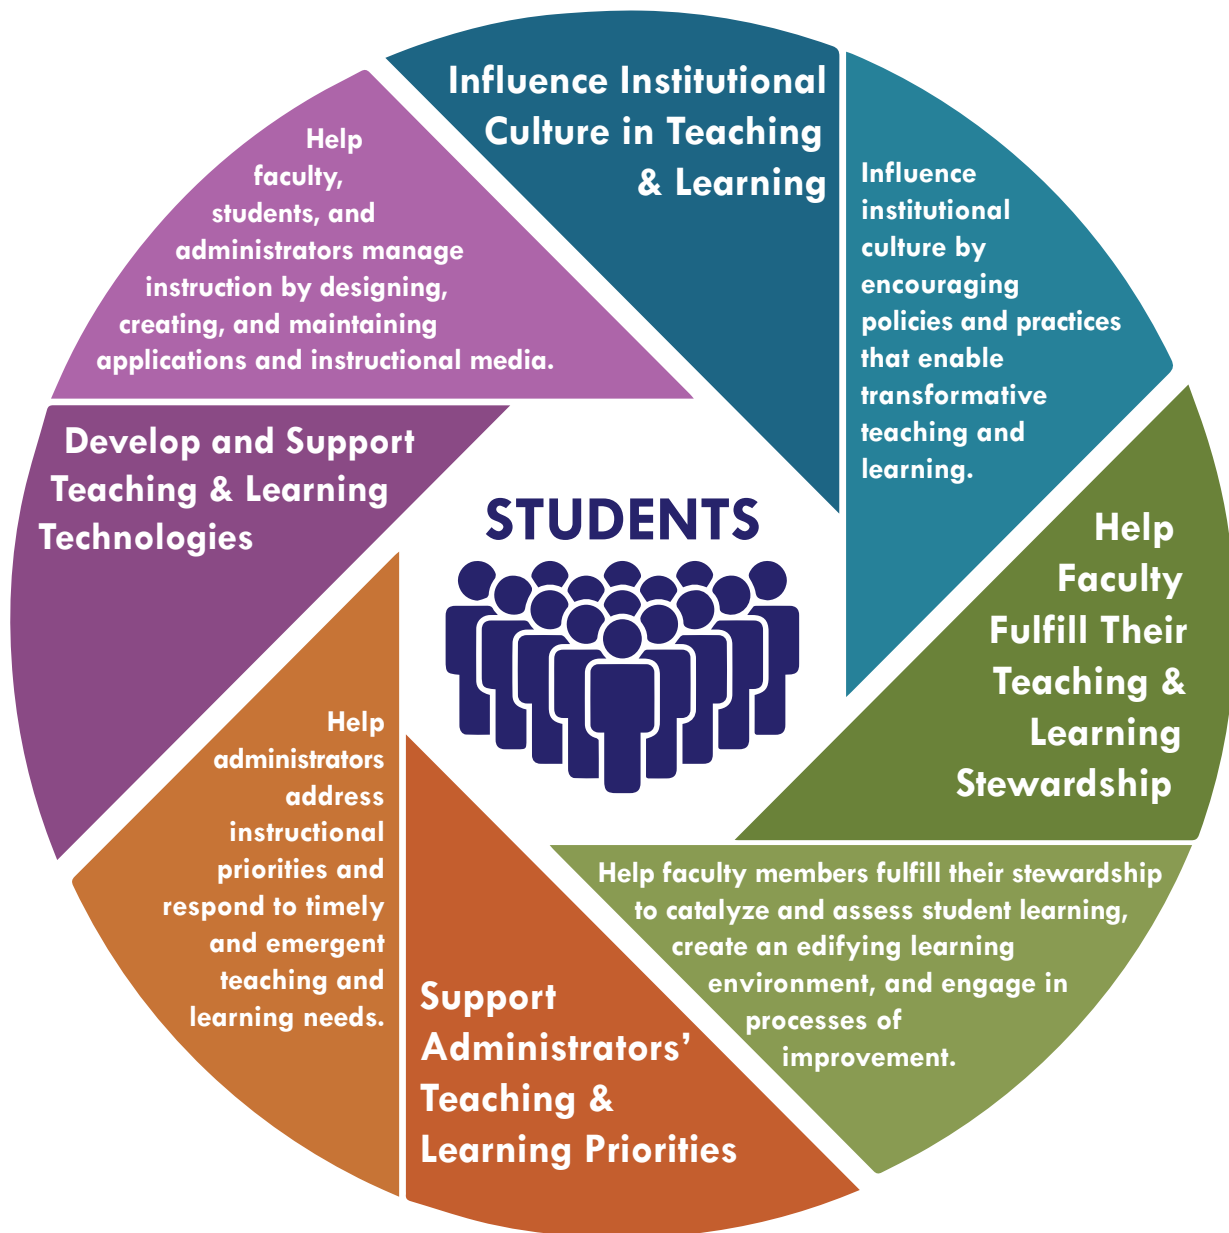 Influence Institutional
Culture in Teaching
& Learning
Influence
institutional
culture by
encouraging
policies and practices
that enable
transformative
teaching and
learning.
Help
Faculty
Fulfill Their
Teaching &
Learning
Stewardship
Help faculty members fulfill their stewardship
to catalyze and assess student learning,
create an edifying learning
environment, and engage in
processes of
improvement.
Support
Administrators’
Teaching &
Learning Priorities
Help
administrators
address
instructional
priorities and
respond to timely
and emergent
teaching and
learning needs.
Develop and Support
Teaching & Learning
Technologies
Help
faculty,
students, and
administrators manage
instruction by designing,
creating, and maintaining
applications and instructional media.
STUDENTS